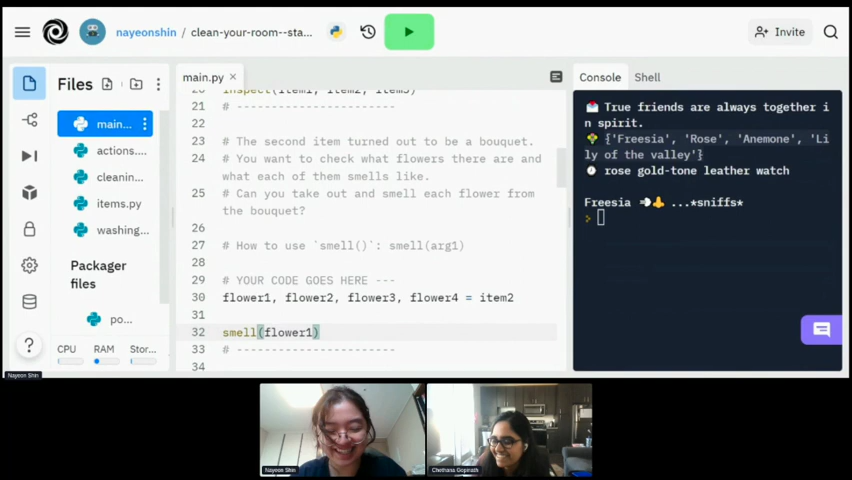 nayeonshin / clean-your-room--sta...
Invite
Files
main.py ×
Console
Shell
main...
actions....
cleanin...
items.py
washing...
Packager
files
po...
CPU
RAM
Stor...
20 inspect(item1, item2, item3)
21 # ------------------------
22
23 # The second item turned out to be a bouquet.
24 # You want to check what flowers there are and
what each of them smells like.
25 # Can you take out and smell each flower from
the bouquet?
26
27 # How to use `smell()`: smell(arg1)
28
29 # YOUR CODE GOES HERE ---
30 flower1, flower2, flower3, flower4 = item2
31
32 smell(flower1)
33 # ------------------------
34
True friends are always together i
n spirit.
{'Freesia', 'Rose', 'Anemone', 'Li
ly of the valley'}
rose gold-tone leather watch
Freesia ...*sniffs*
>
Nayeon Shin
Nayeon Shin
Chethana Gopinath